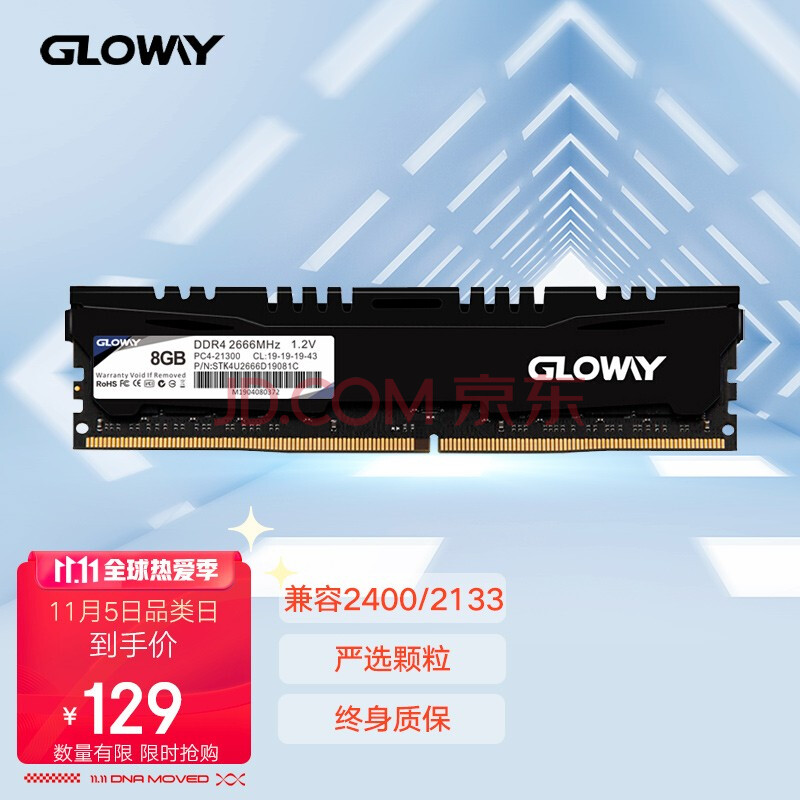 GLOWAY
GLOWAY
8GB
DDR4 2666MHz 1.2V
PC4-21300 CL:19-19-19-43
P/N:STK4U2666D19081C
Warranty Void If Removed
RoHS CE FC
M1904080372
GLOWAY
JD.COM 京东
11.11 全球热爱季
11月5日品类日
到手价
¥129
数量有限 限时抢购
11.11 DNA MOVED
兼容2400/2133
严选颗粒
终身质保